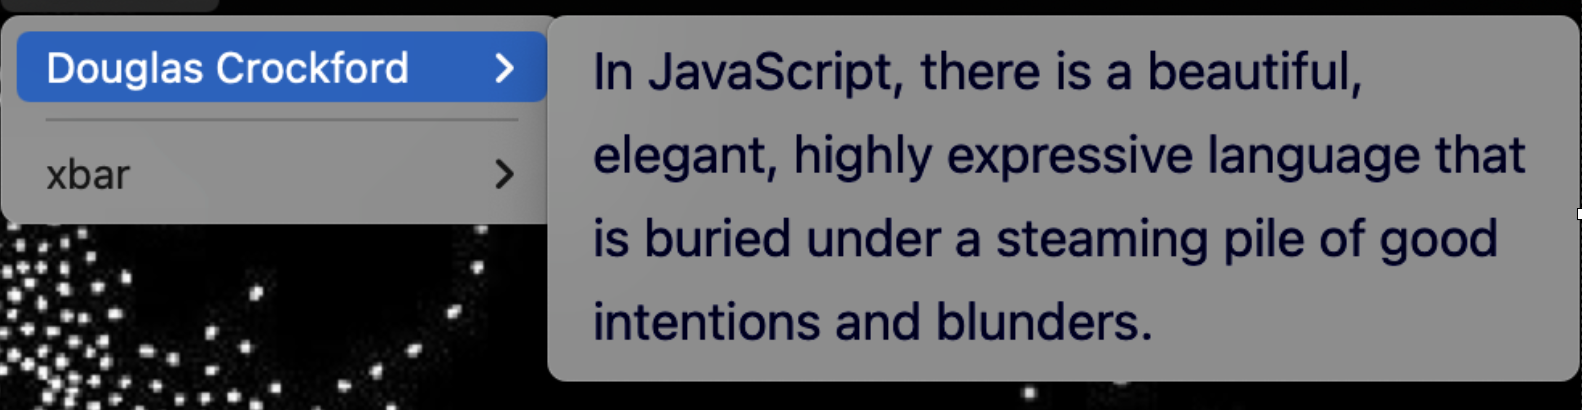 Douglas Crockford
xbar
In JavaScript, there is a beautiful,
elegant, highly expressive language that
is buried under a steaming pile of good
intentions and blunders.